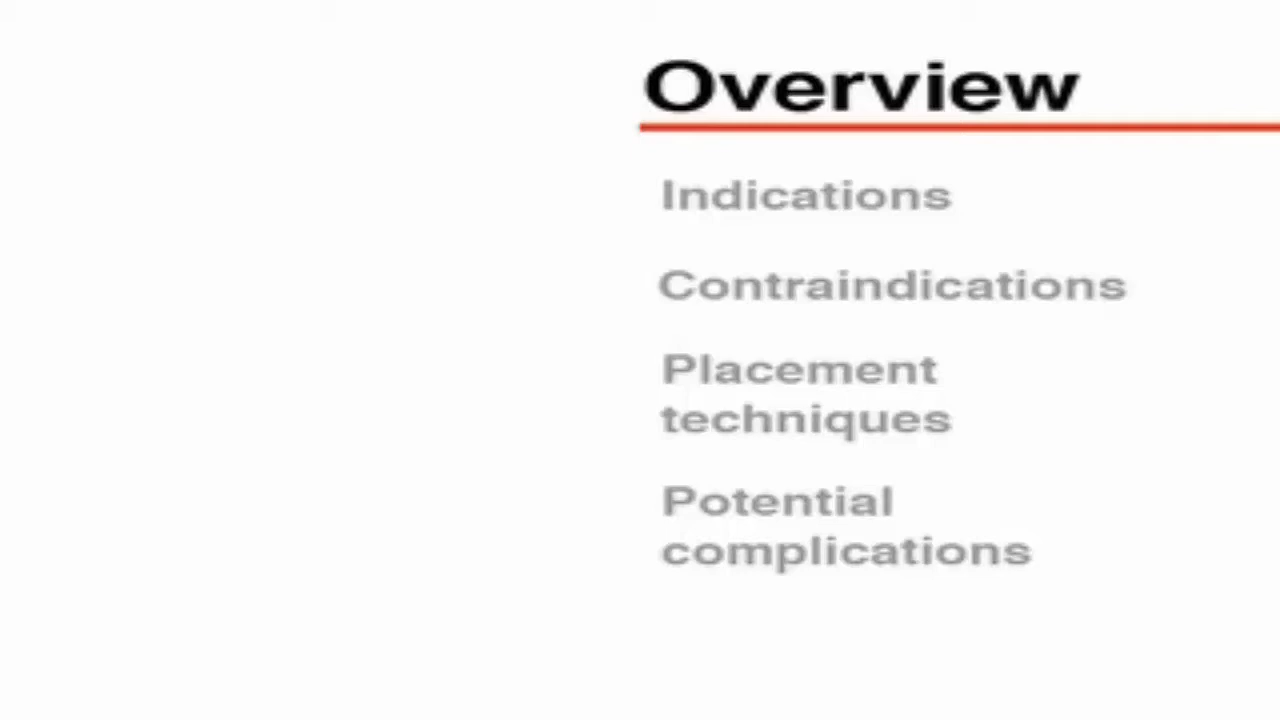 Overview
Indications
Contraindications
Placement
techniques
Potential
complications